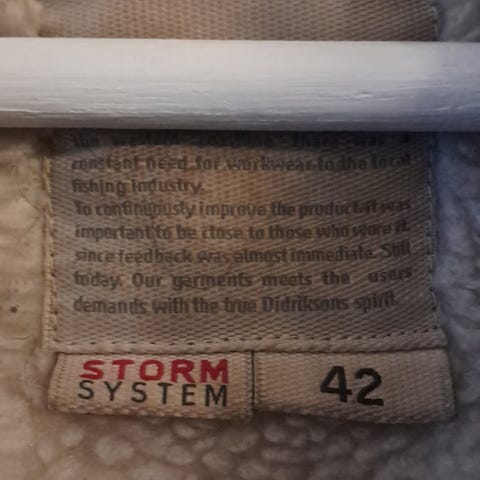 constant need for workwear to the local
fishing industry.
To continuously improve the product it was
important to be close to those who wore it,
since feedback was almost immediate. Still
today. Our garments meets the users
demands with the true Didriksons spirit.
STORM
SYSTEM
42